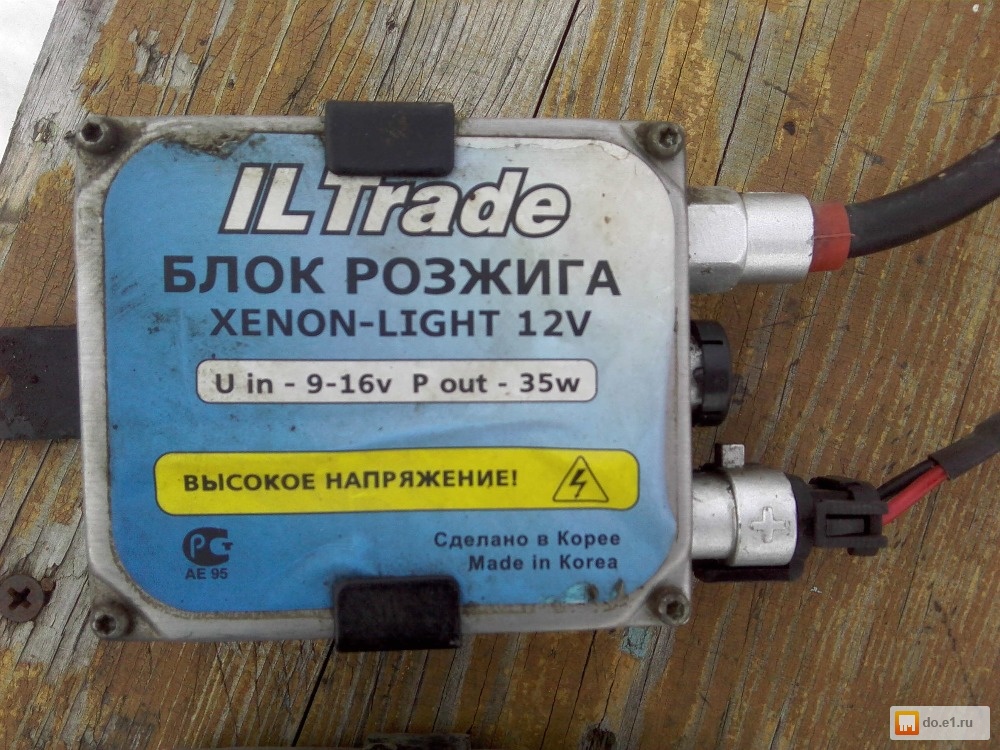 ILTrade
БЛОК РОЗЖИГА
XENON-LIGHT 12V
U in - 9-16v P out - 35w
ВЫСОКОЕ НАПРЯЖЕНИЕ!
РСТ
АЕ 95
Сделано в Корее
Made in Korea
do.e1.ru